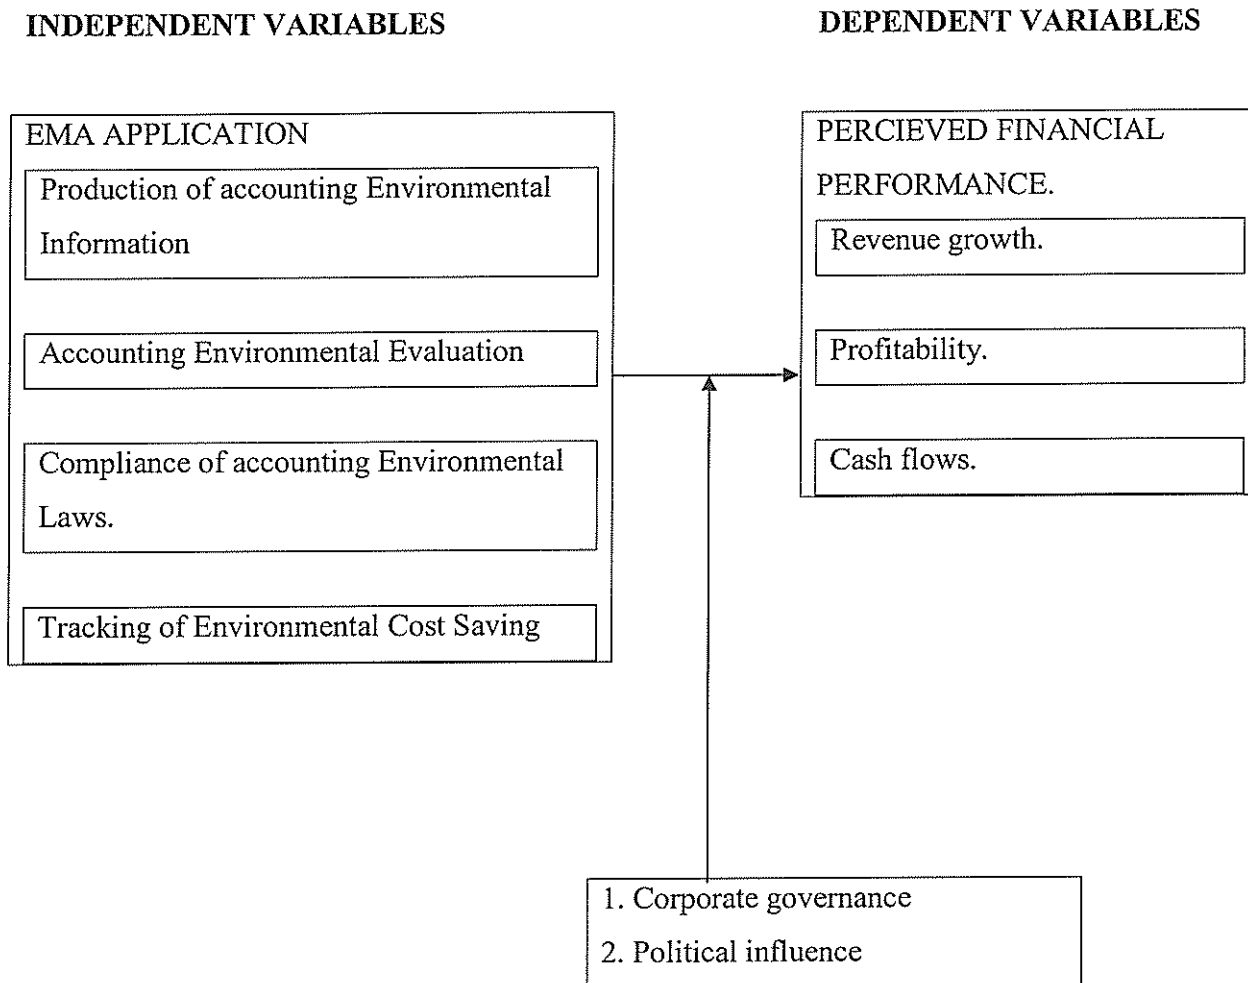 INDEPENDENT VARIABLES
DEPENDENT VARIABLES
EMA APPLICATION
Production of accounting Environmental
Information
Accounting Environmental Evaluation
Compliance of accounting Environmental
Laws.
Tracking of Environmental Cost Saving
PERCIEVED FINANCIAL
PERFORMANCE.
Revenue growth.
Profitability.
Cash flows.
1. Corporate governance
2. Political influence